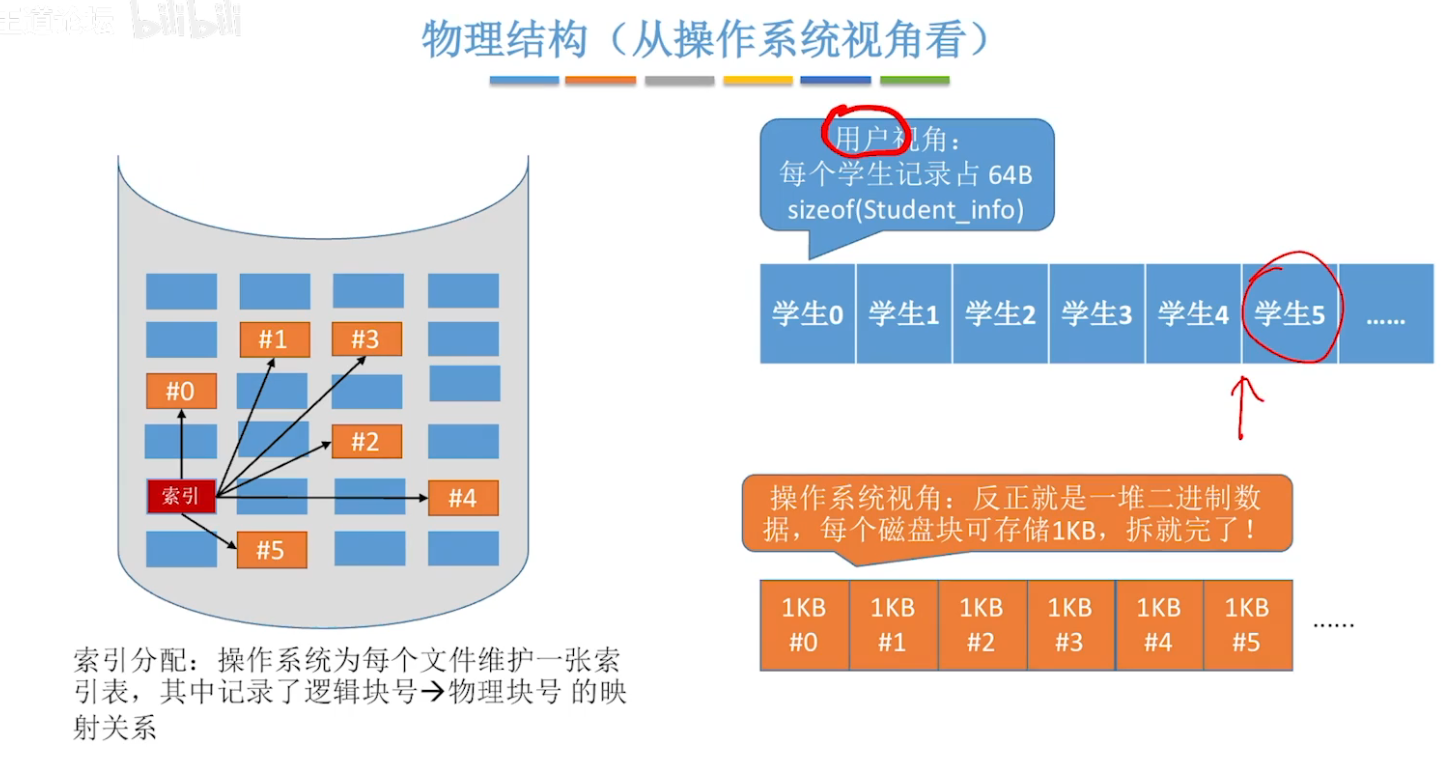 王道论坛 bilibili
物理结构（从操作系统视角看）
用户视角：
每个学生记录占 64B
sizeof(Student_info)
学生0 学生1 学生2 学生3 学生4 学生5 ……
#1 #3
#0
#2
索引 #4
#5
操作系统视角：反正就是一堆二进制数
据，每个磁盘块可存储1KB，拆就完了！
1KB 1KB 1KB 1KB 1KB 1KB
#0 #1 #2 #3 #4 #5 ……
索引分配：操作系统为每个文件维护一张索
引表，其中记录了逻辑块号→物理块号 的映
射关系